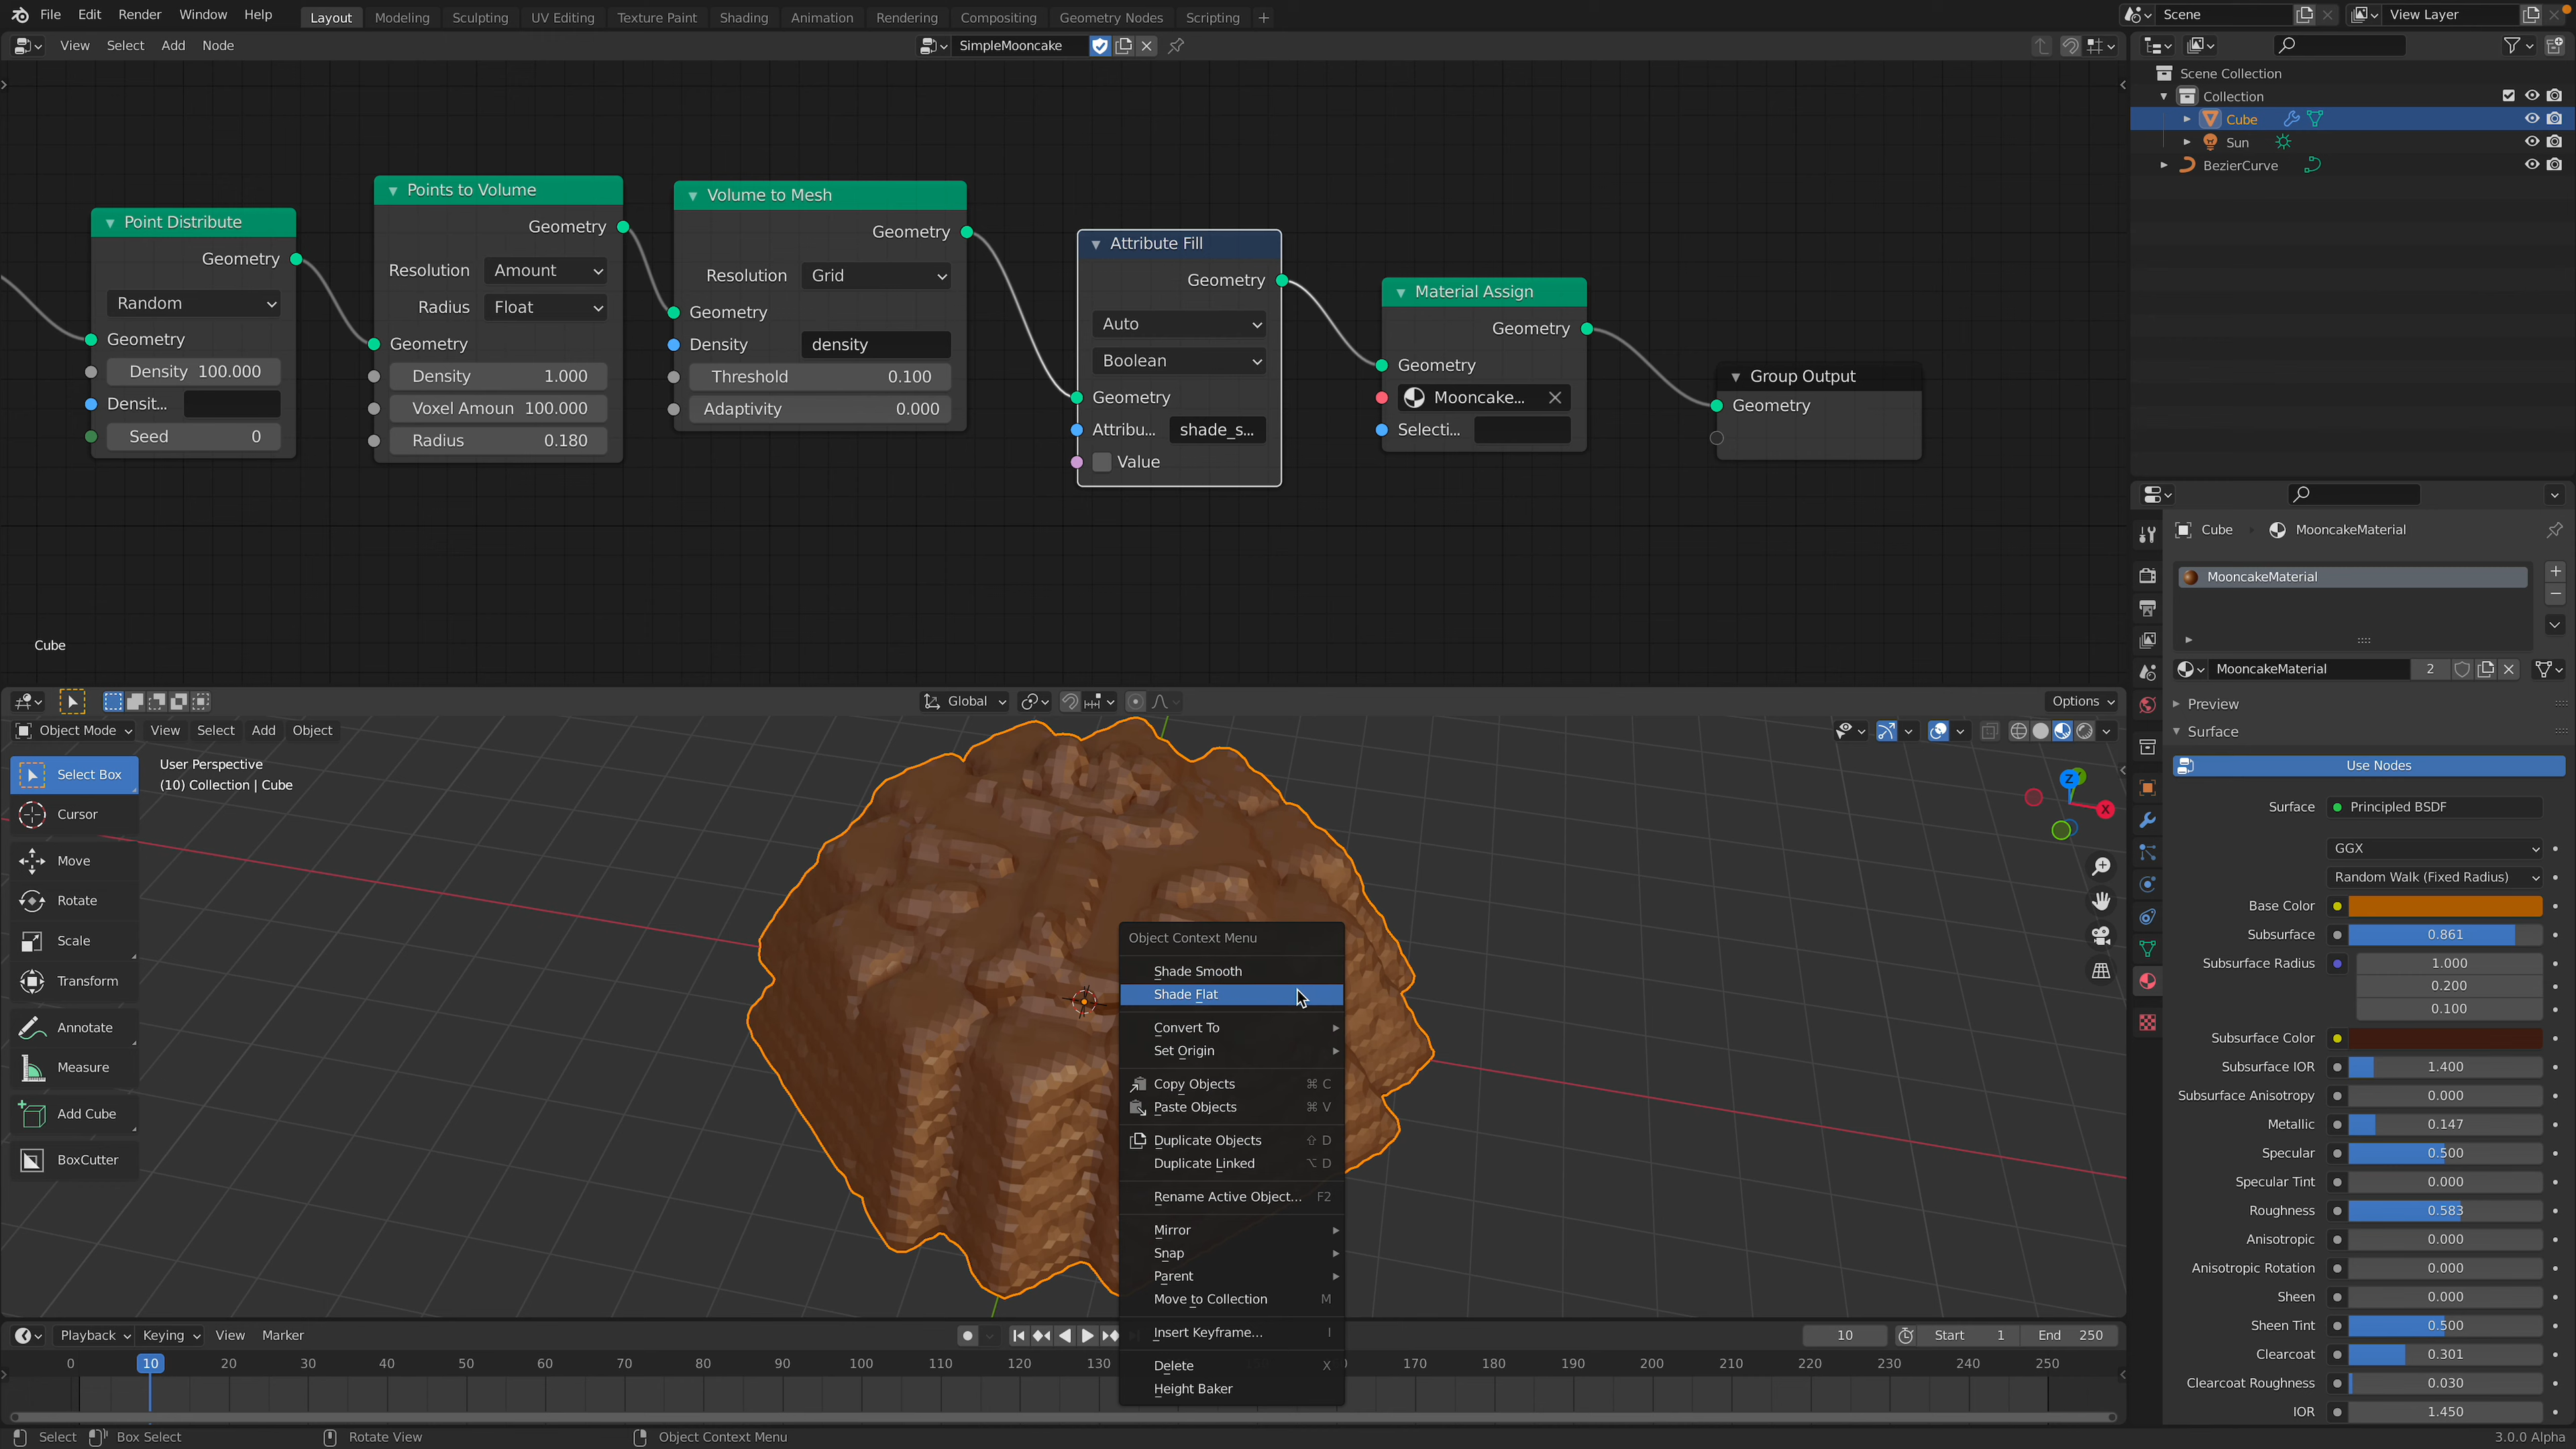 File Edit Render Window Help Layout Modeling Sculpting UV Editing Texture Paint Shading Animation Rendering Compositing Geometry Nodes Scripting + Scene View Layer
View Select Add Node SimpleMooncake
Scene Collection
Collection
Cube
Sun
BezierCurve
Point Distribute
Geometry
Random
Geometry
Density 100.000
Densit...
Seed 0
Points to Volume
Geometry
Resolution Amount
Radius Float
Geometry
Density 1.000
Voxel Amoun 100.000
Radius 0.180
Volume to Mesh
Geometry
Resolution Grid
Geometry
Density density
Threshold 0.100
Adaptivity 0.000
Attribute Fill
Geometry
Auto
Boolean
Geometry
Attribu... shade_s...
Value
Material Assign
Geometry
Geometry
Mooncake...
Selecti...
Group Output
Geometry
Cube
Global Options
Object Mode View Select Add Object
Select Box
Cursor
Move
Rotate
Scale
Transform
Annotate
Measure
Add Cube
BoxCutter
User Perspective
(10) Collection | Cube
Z
X
Object Context Menu
Shade Smooth
Shade Flat
Convert To
Set Origin
Copy Objects ⌘ C
Paste Objects ⌘ V
Duplicate Objects ⇧ D
Duplicate Linked ⌥ D
Rename Active Object... F2
Mirror
Snap
Parent
Move to Collection M
Insert Keyframe... I
Delete X
Height Baker
Cube MooncakeMaterial
MooncakeMaterial
MooncakeMaterial 2
Preview
Surface
Use Nodes
Surface Principled BSDF
GGX
Random Walk (Fixed Radius)
Base Color
Subsurface 0.861
Subsurface Radius 1.000
0.200
0.100
Subsurface Color
Subsurface IOR 1.400
Subsurface Anisotropy 0.000
Metallic 0.147
Specular 0.500
Specular Tint 0.000
Roughness 0.583
Anisotropic 0.000
Anisotropic Rotation 0.000
Sheen 0.000
Sheen Tint 0.500
Clearcoat 0.301
Clearcoat Roughness 0.030
IOR 1.450
Playback Keying View Marker 10 Start 1 End 250
0 10 20 30 40 50 60 70 80 90 100 110 120 130 170 180 190 200 210 220 230 240 250
Select Box Select Rotate View Object Context Menu 3.0.0 Alpha